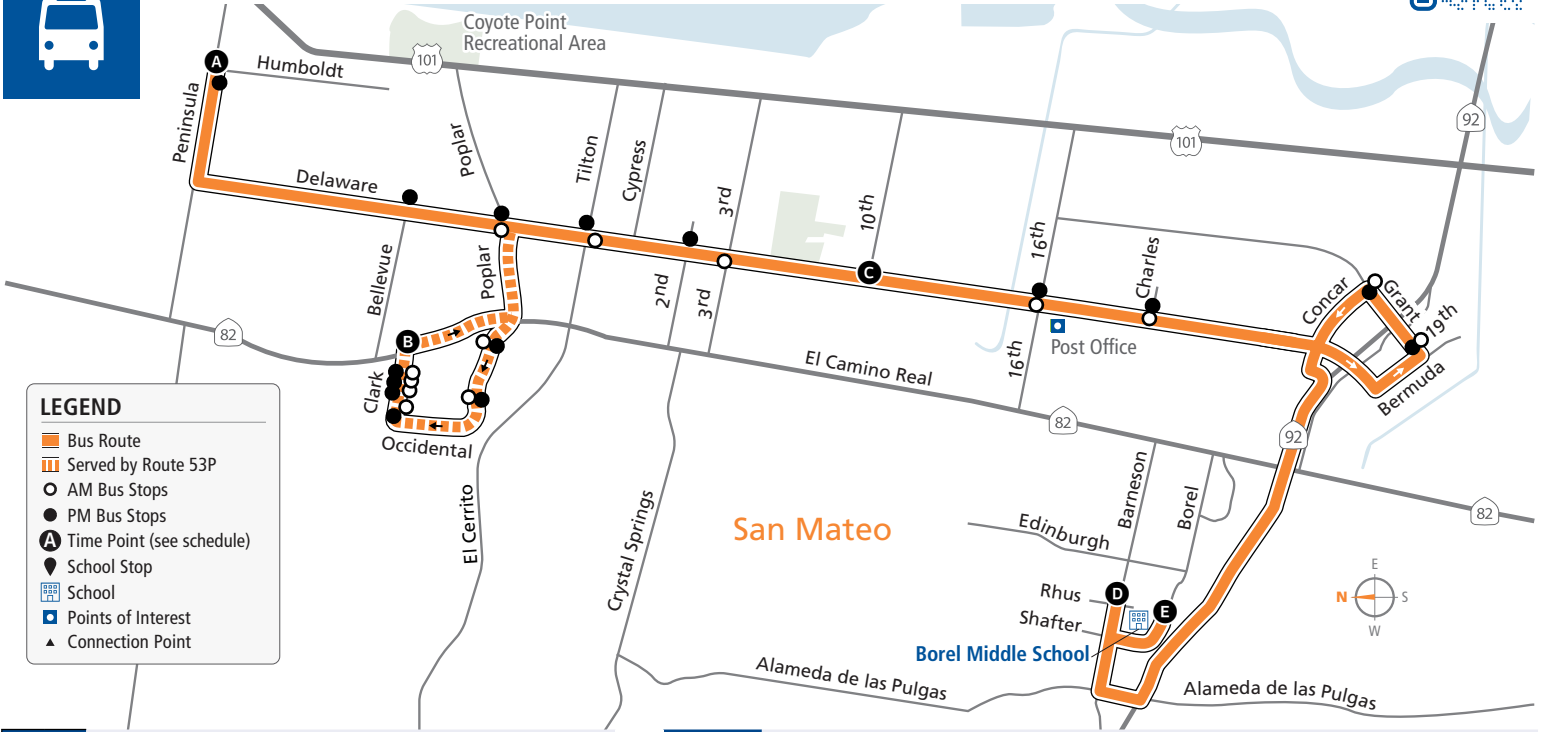 Coyote Point
Recreational Area
101
A
Humboldt
Peninsula
Poplar
Tilton
Cypress
3rd
10th
101
92
Delaware
16th
Charles
C
Bellevue
Poplar
2nd
3rd
Concar
Grant
19th
82
B
Post Office
16th
El Camino Real
Bermuda
Clark
Occidental
82
92
LEGEND
Bus Route
Served by Route 53P
AM Bus Stops
PM Bus Stops
A Time Point (see schedule)
School Stop
School
Points of Interest
Connection Point
El Cerrito
Crystal Springs
San Mateo
Barneson
Borel
Edinburgh
82
Rhus
D
E
Shafter
Borel Middle School
E
N
S
W
Alameda de las Pulgas
Alameda de las Pulgas